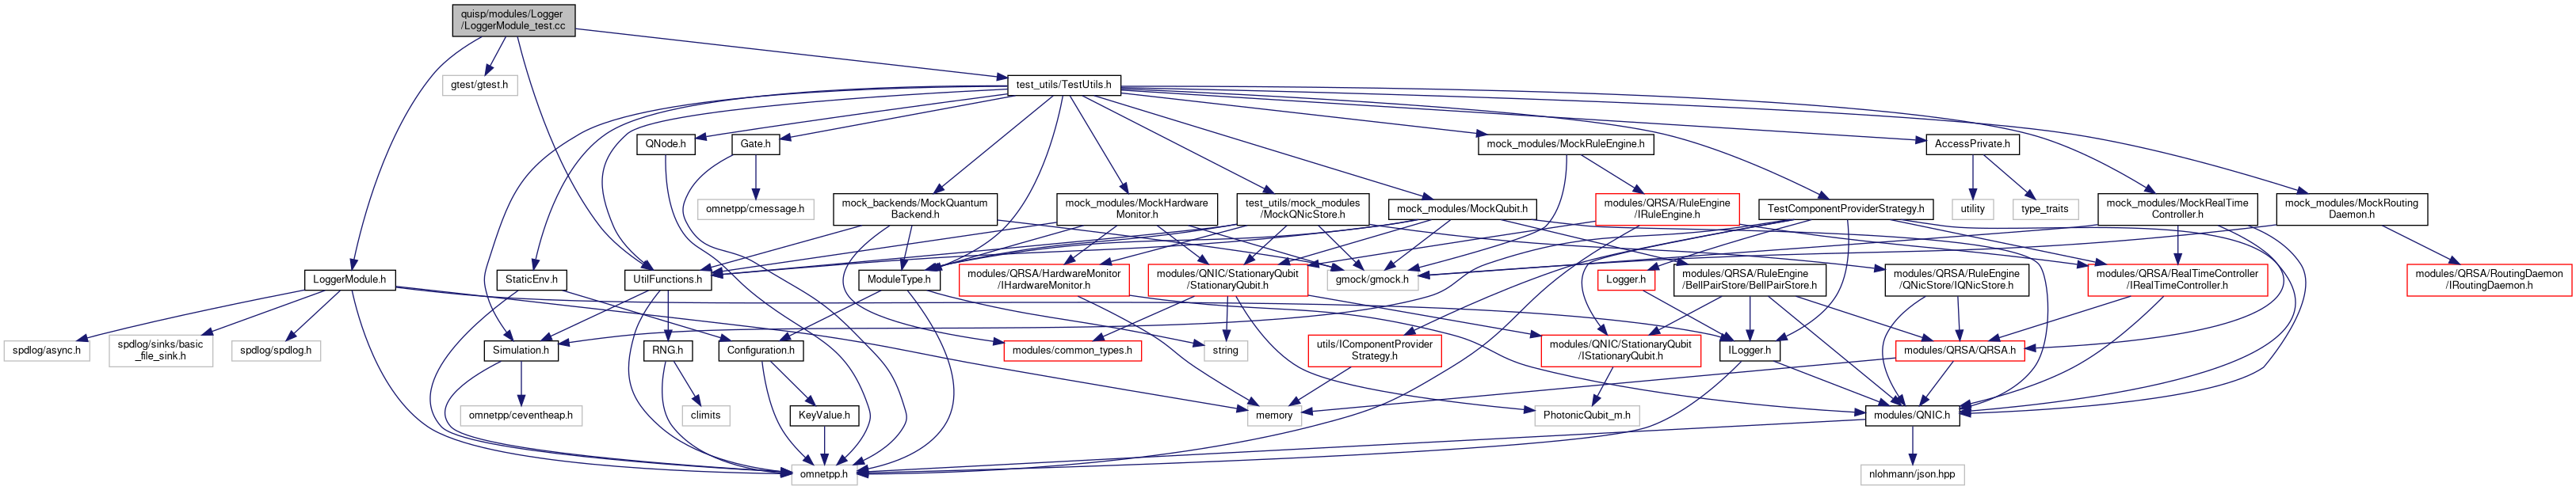 quisp/modules/Logger
/LoggerModule_test.cc
gtest/gtest.h
test_utils/TestUtils.h
QNode.h
Gate.h
mock_modules/MockRuleEngine.h
AccessPrivate.h
omnetpp/cmessage.h
mock_backends/MockQuantum
Backend.h
mock_modules/MockHardware
Monitor.h
test_utils/mock_modules
/MockQNicStore.h
mock_modules/MockQubit.h
modules/QRSA/RuleEngine
/IRuleEngine.h
TestComponentProviderStrategy.h
utility
type_traits
mock_modules/MockRealTime
Controller.h
mock_modules/MockRouting
Daemon.h
LoggerModule.h
StaticEnv.h
UtilFunctions.h
ModuleType.h
modules/QRSA/HardwareMonitor
/IHardwareMonitor.h
modules/QNIC/StationaryQubit
/StationaryQubit.h
gmock/gmock.h
Logger.h
modules/QRSA/RuleEngine
/BellPairStore/BellPairStore.h
modules/QRSA/RuleEngine
/QNicStore/IQNicStore.h
modules/QRSA/RealTimeController
/IRealTimeController.h
modules/QRSA/RoutingDaemon
/IRoutingDaemon.h
spdlog/async.h
spdlog/sinks/basic
_file_sink.h
spdlog/spdlog.h
Simulation.h
RNG.h
Configuration.h
modules/common_types.h
string
utils/IComponentProvider
Strategy.h
modules/QNIC/StationaryQubit
/IStationaryQubit.h
ILogger.h
modules/QRSA/QRSA.h
omnetpp/ceventheap.h
climits
KeyValue.h
memory
PhotonicQubit_m.h
modules/QNIC.h
omnetpp.h
nlohmann/json.hpp